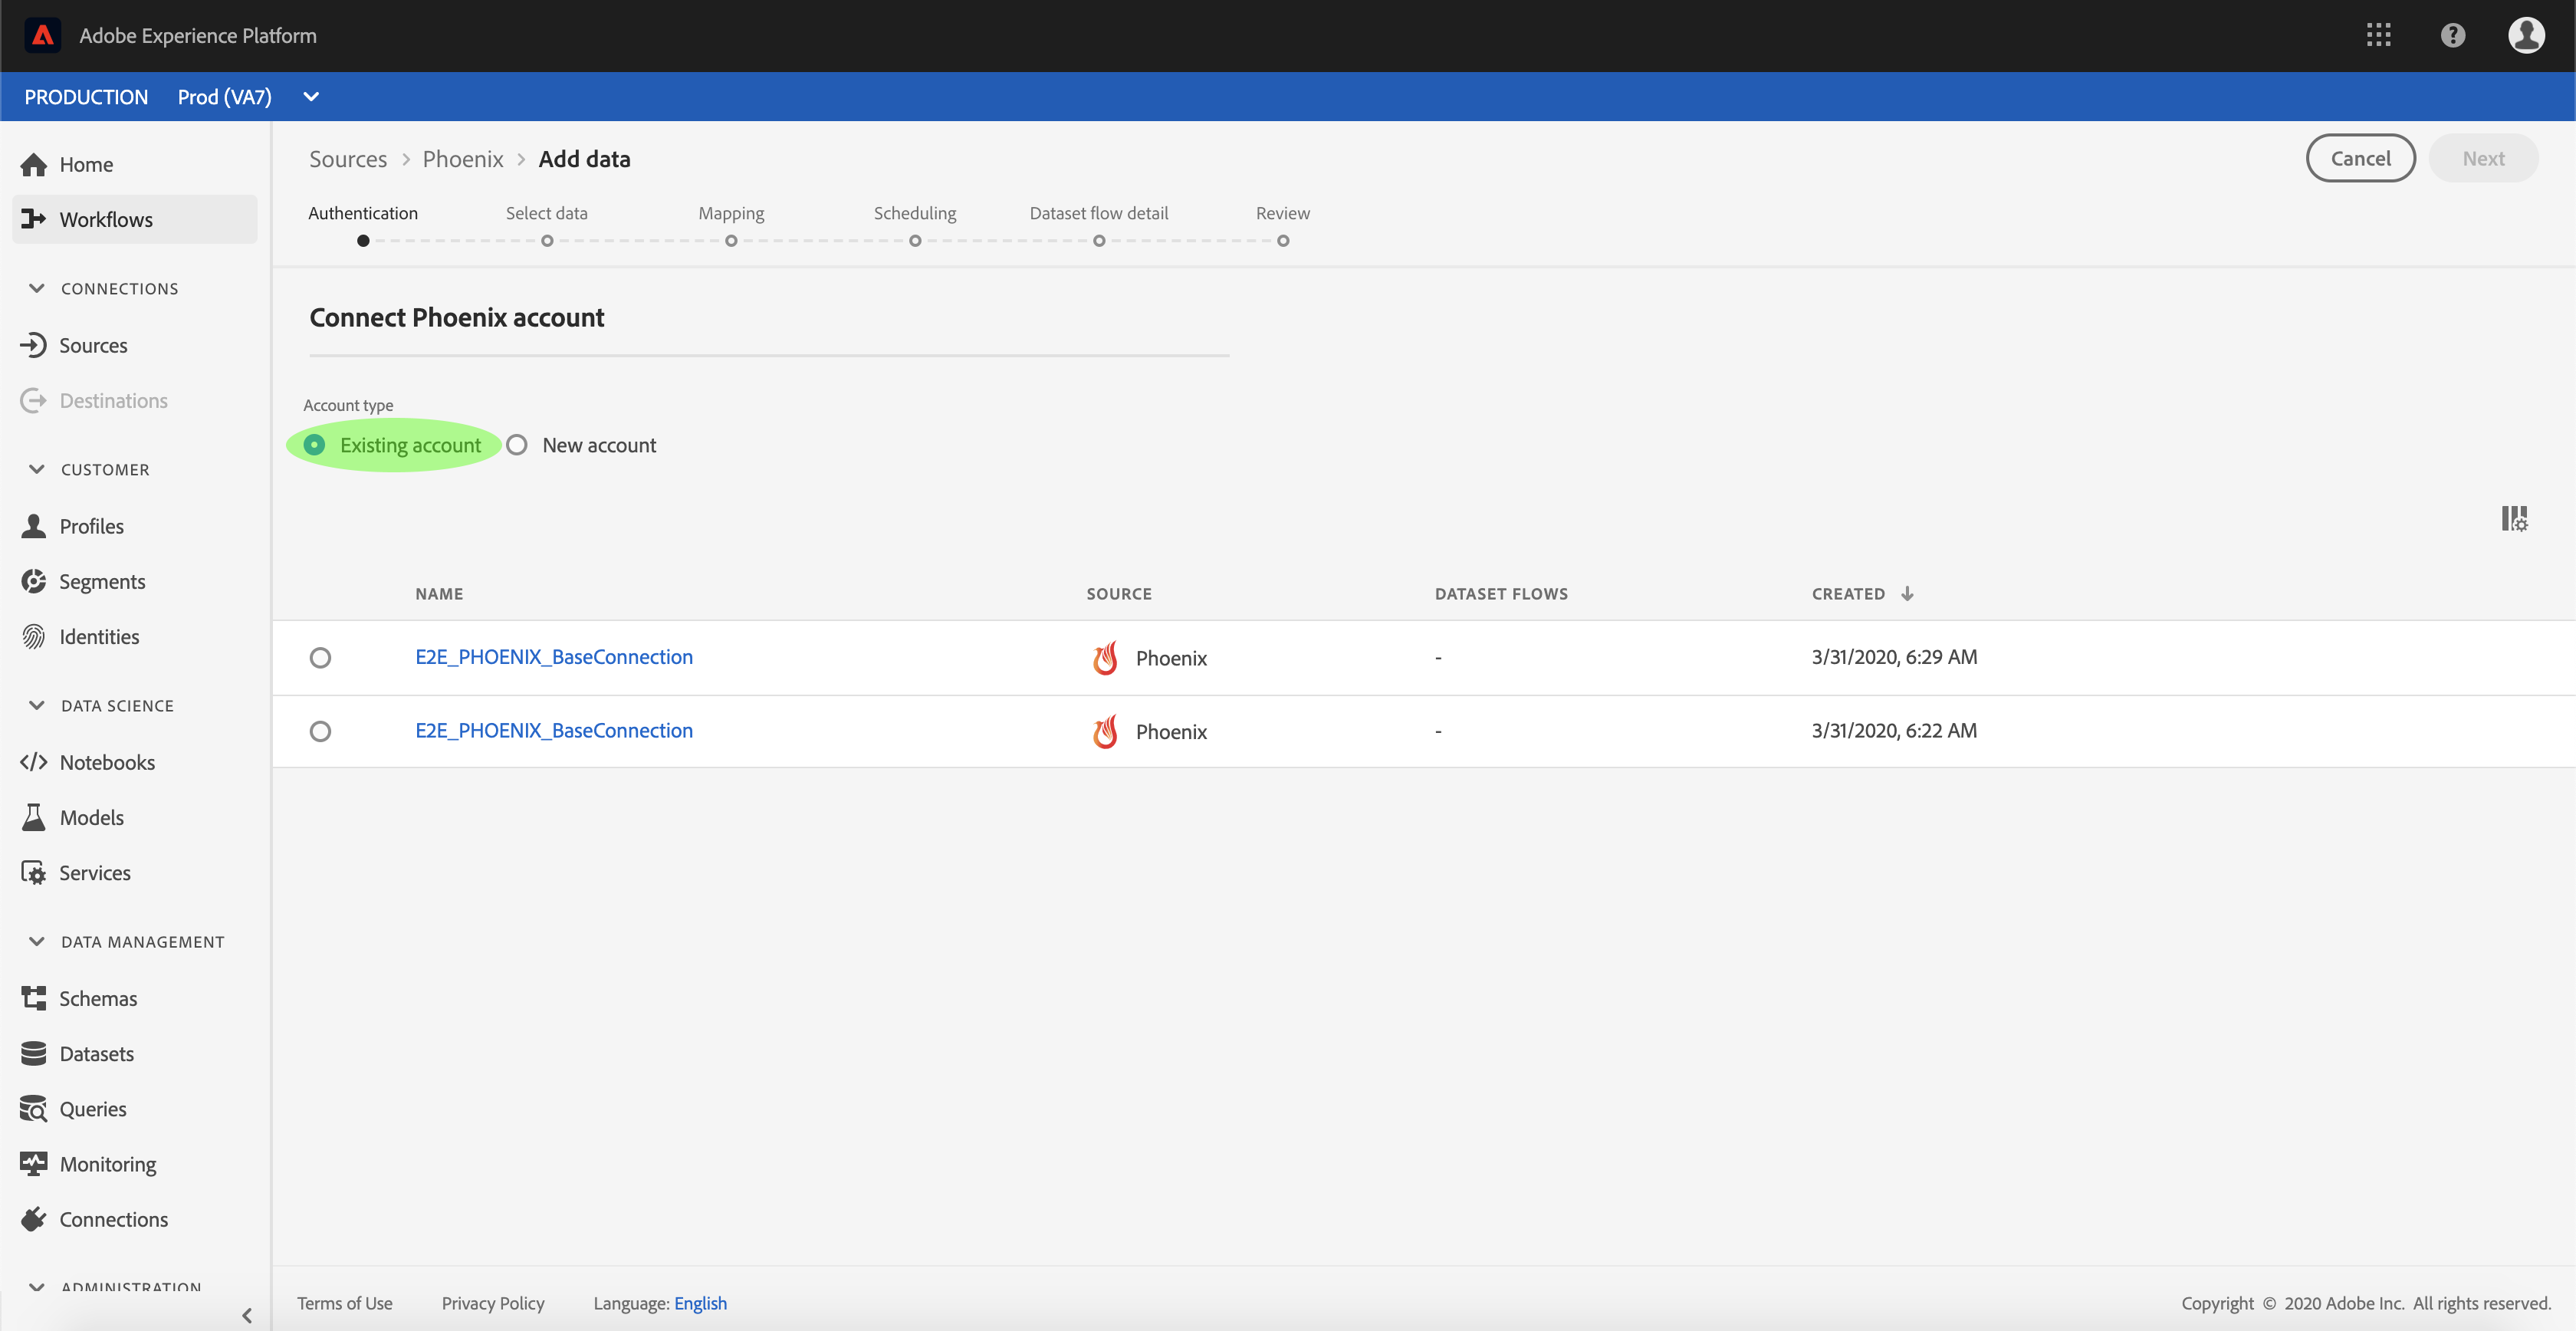 Adobe Experience Platform
PRODUCTION Prod (VA7)
Home
Workflows
CONNECTIONS
Sources
Destinations
CUSTOMER
Profiles
Segments
Identities
DATA SCIENCE
Notebooks
Models
Services
DATA MANAGEMENT
Schemas
Datasets
Queries
Monitoring
Connections
ADMINISTRATION
Sources > Phoenix > Add data
Cancel Next
Authentication Select data Mapping Scheduling Dataset flow detail Review
Connect Phoenix account
Account type
Existing account New account
NAME SOURCE DATASET FLOWS CREATED
E2E_PHOENIX_BaseConnection Phoenix - 3/31/2020, 6:29 AM
E2E_PHOENIX_BaseConnection Phoenix - 3/31/2020, 6:22 AM
Terms of Use Privacy Policy Language: English Copyright © 2020 Adobe Inc. All rights reserved.